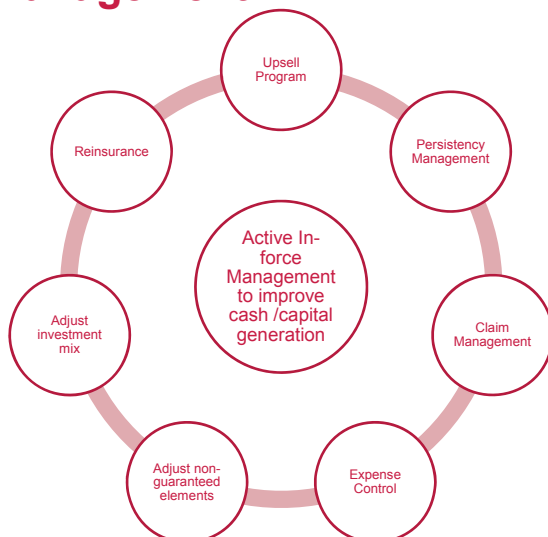 Upsell
Program
Persistency
Management
Claim
Management
Expense
Control
Adjust non-
guaranteed
elements
Adjust
investment
mix
Reinsurance
Active In-
force
Management
to improve
cash /capital
generation